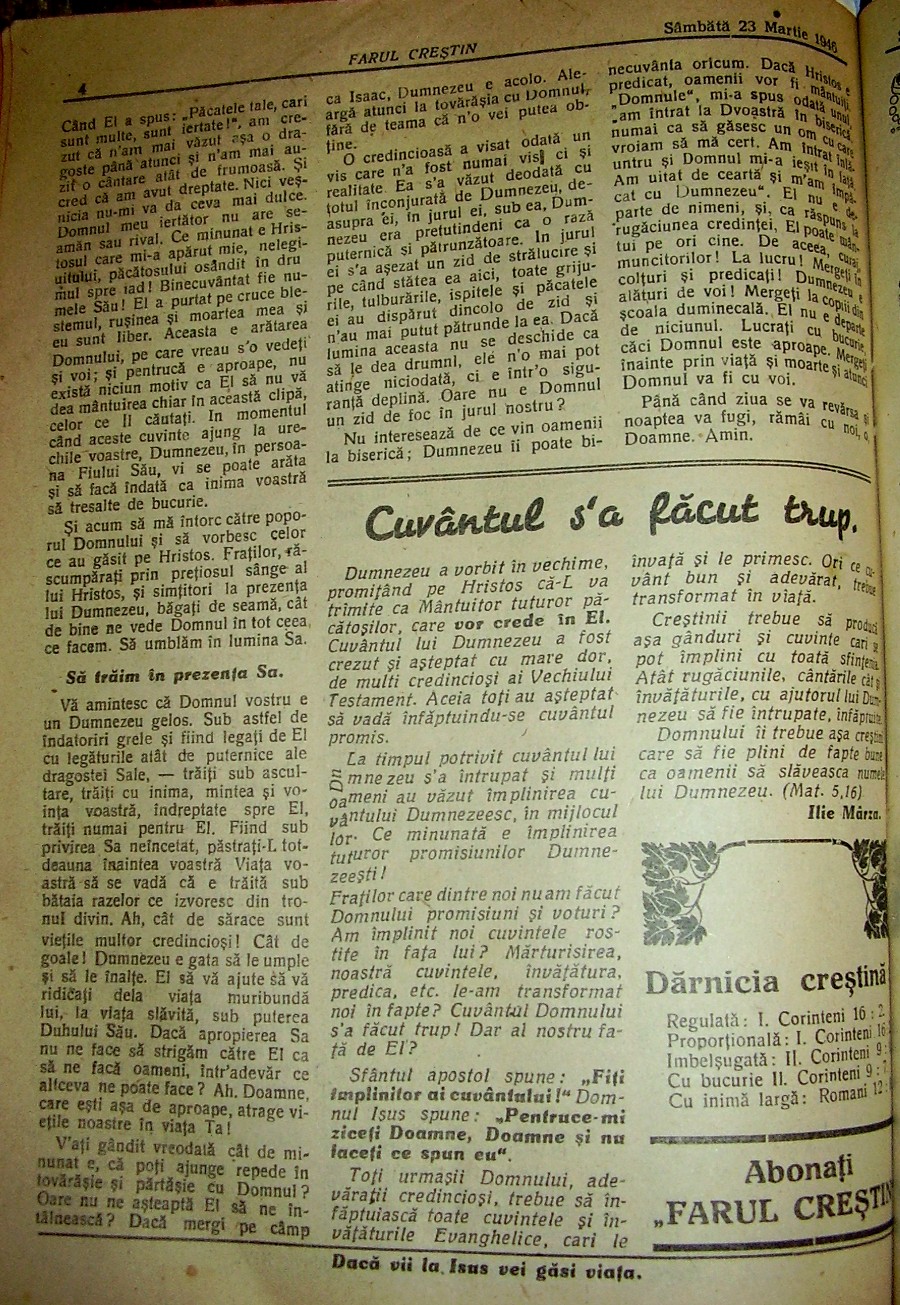 4
FARUL CREȘTIN
Sâmbătă 23 Martie 1946
Când El a spus: „Păcatele tale, cari
sunt multe, sunt iertate!”, am cre-
zut că n'am mai văzut așa o dra-
goste până atunci și n'am mai au-
zit o cântare atât de frumoasă. Și
cred că am avut dreptate. Nici veș-
nicia nu-mi va da ceva mai dulce.
Domnul meu iertător nu are se-
amăn sau rival. Ce minunat e Hris-
tosul care mi-a apărut mie, nelegi-
uitului, păcătosului osândit în dru
mul spre iad! Binecuvântat fie nu-
mele Său! El a purtat pe cruce ble-
stemul, rușinea și moartea mea și
eu sunt liber. Aceasta e arătarea
Domnului, pe care vreau s'o vedeți
și voi; și pentrucă e aproape, nu
există niciun motiv ca El să nu vă
dea mântuirea chiar în această clipă,
celor ce Îl căutați. In momentul
când aceste cuvinte ajung la ure-
chile voastre, Dumnezeu, în persoa-
na Fiului Său, vi se poate arăta
și să facă îndată ca inima voastră
să tresalte de bucurie.
Și acum să mă întorc către popo-
rul Domnului și să vorbesc celor
ce au găsit pe Hristos. Fraților, ră-
scumpărați prin prețiosul sânge al
lui Hristos, și simțitori la prezența
lui Dumnezeu, băgați de seamă, cât
de bine ne vede Domnul în tot ceea
ce facem. Să umblăm în lumina Sa.
Să trăim în prezența Sa.
Vă amintesc că Domnul vostru e
un Dumnezeu gelos. Sub astfel de
îndatoriri grele și fiind legați de El
cu legăturile atât de puternice ale
dragostei Sale, — trăiți sub ascul-
tare, trăiți cu inima, mintea și vo-
ința voastră, îndreptate spre El,
trăiți numai pentru El. Fiind sub
privirea Sa neîncetat, păstrați-L tot-
deauna înaintea voastră Viața vo-
astră să se vadă că e trăită sub
bătaia razelor ce izvoresc din tro-
nul divin. Ah, cât de sărace sunt
viețile multor credincioși! Cât de
goale! Dumnezeu e gata să le umple
și să le înalțe. El să vă ajute să vă
ridicați dela viața muribundă
lui, la viața slăvită, sub puterea
Duhului Său. Dacă apropierea Sa
nu ne face să strigăm către El ca
să ne facă oameni, într'adevăr ce
altceva ne poate face? Ah. Doamne,
care ești așa de aproape, atrage vi-
ețile noastre în viața Ta!
V'ați gândit vreodată cât de mi-
nunat e, că poți ajunge repede în
tovărășie și părtășie cu Domnul?
Oare nu ne așteaptă El să ne în-
tâlnească? Dacă mergi pe câmp
ca Isaac, Dumnezeu e acolo. Ale-
argă atunci la tovărășia cu Domnul,
fără de teama că n'o vei putea ob-
ține.
O credincioasă a visat odată un
vis care n'a fost numai vis, ci și
realitate. Ea s'a văzut deodată cu
totul înconjurată de Dumnezeu, de-
asupra ei, în jurul ei, sub ea, Dum-
nezeu era pretutindeni ca o rază
puternică și pătrunzătoare. In jurul
ei s'a așezat un zid de strălucire și
pe când stătea ea aici, toate griju-
rile, tulburările, ispitele și păcatele
ei au dispărut dincolo de zid și
n'au mai putut pătrunde la ea. Dacă
lumina aceasta nu se deschide ca
să le dea drumnl, ele n'o mai pot
atinge niciodată, ci e într'o sigu-
ranță deplină. Oare nu e Domnul
un zid de foc în jurul nostru?
Nu interesează de ce vin oamenii
la biserică; Dumnezeu îi poate bi-
necuvânta oricum. Dacă Hristos e
predicat, oamenii vor fi mântuiți.
„Domnule”, mi-a spus odată unul,
„am întrat la Dvoastră în biserică
numai ca să găsesc un om cu care
vroiam să mă cert. Am întrat înlă-
untru și Domnul mi-a ieșit în față,
Am uitat de ceartă și m'am împă-
cat cu Dumnezeu”. El nu e de-
parte de nimeni, și, ca răspuns la
rugăciunea credinței, El poate mân-
tui pe ori cine. De aceea, curaj,
muncitorilor! La lucru! Mergeți în
colțuri și predicați! Dumnezeu e
alături de voi! Mergeți la copiii din
școala duminecală. El nu e departe
de niciunul. Lucrați cu bucurie,
căci Domnul este aproape. Mergeți
înainte prin viață și moarte și atunci
Domnul va fi cu voi.
Până când ziua se va revărsa și
noaptea va fugi, rămâi cu noi, o,
Doamne. Amin.
Cuvântul s'a făcut trup.
Dumnezeu a vorbit în vechime,
promițând pe Hristos că-L va
trîmite ca Mântuitor tuturor pă-
cătoșilor, care vor crede în El.
Cuvântul lui Dumnezeu a fost
crezut și așteptat cu mare dor,
de multi credincioși ai Vechiului
Testament. Aceia toți au așteptat
să vadă înfăptuindu-se cuvântul
promis.
La timpul potrivit cuvântul lui
Dumnezeu s'a întrupat și mulți
oameni au văzut împlinirea cu-
vântului Dumnezeesc, în mijlocul
lor. Ce minunată e împlinirea
tuturor promisiunilor Dumne-
zeești!
Fraților care dintre noi nu am făcut
Domnului promisiuni și voturi?
Am împlinit noi cuvintele ros-
tite în fața lui? Mărturisirea,
noastră cuvintele, învățătura,
predica, etc. le-am transformat
noi în fapte? Cuvântul Domnului
s'a făcut trup! Dar al nostru fa-
ță de El?
Sfântul apostol spune: „Fiți
împlinitor ai cuvântului!” Dom-
nul Isus spune: „Pentruce-mi
ziceți Doamne, Doamne și nu
faceți ce spun eu”.
Toți urmașii Domnului, ade-
vărații credincioși, trebue să în-
făptuiască toate cuvintele și în-
vățăturile Evanghelice, cari le
învață și le primesc. Ori ce cu-
vânt bun și adevărat, trebue
transformat în viață.
Creștinii trebue să producă
așa gânduri și cuvinte cari se
pot împlini cu toată sfințenia.
Atât rugăciunile, cântările cât și
învățăturile, cu ajutorul lui Dum-
nezeu să fie întrupate, înfăptuite.
Domnului îi trebue așa creștini
care să fie plini de fapte bune
ca oamenii să slăveasca numele
lui Dumnezeu. (Mat. 5,16)
Ilie Mârza.
Dărnicia creștină
Regulată: I. Corinteni 16:2
Proporțională: I. Corinteni 16
Imbelșugată: II. Corinteni 9:
Cu bucurie II. Corinteni 9:7
Cu inimă largă: Romani 12:
Abonați
„FARUL CREȘTIN
Dacă vii la Isus vei găsi viața.